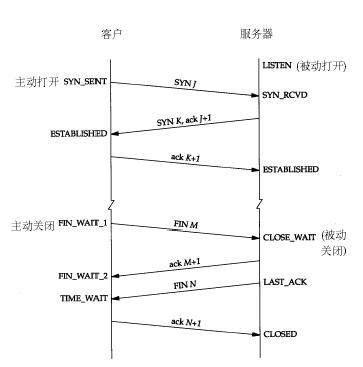 客户 服务器
LISTEN (被动打开)
主动打开 SYN_SENT
SYN J
SYN_RCVD
SYN K, ack J+1
ESTABLISHED
ack K+1
ESTABLISHED
主动关闭 FIN_WAIT_1
FIN M
CLOSE_WAIT (被动
关闭)
ack M+1
FIN_WAIT_2
FIN N
LAST_ACK
TIME_WAIT
ack N+1
CLOSED